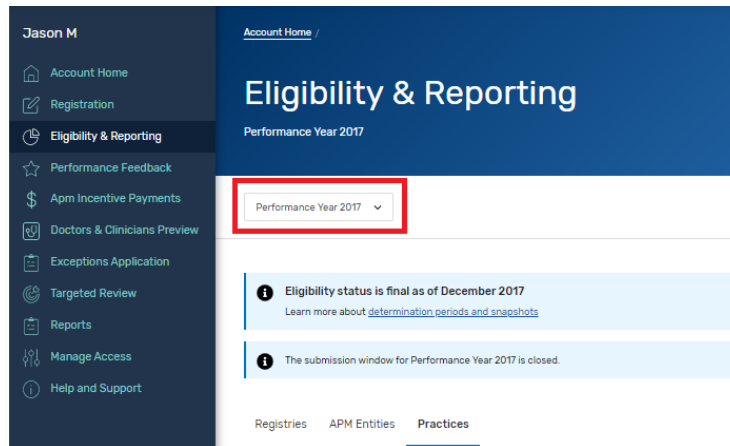 Jason M
Account Home
Registration
Eligibility & Reporting
Performance Feedback
Apm Incentive Payments
Doctors & Clinicians Preview
Exceptions Application
Targeted Review
Reports
Manage Access
Help and Support
Account Home /
Eligibility & Reporting
Performance Year 2017
Performance Year 2017
Eligibility status is final as of December 2017
Learn more about determination periods and snapshots
The submission window for Performance Year 2017 is closed.
Registries APM Entities Practices